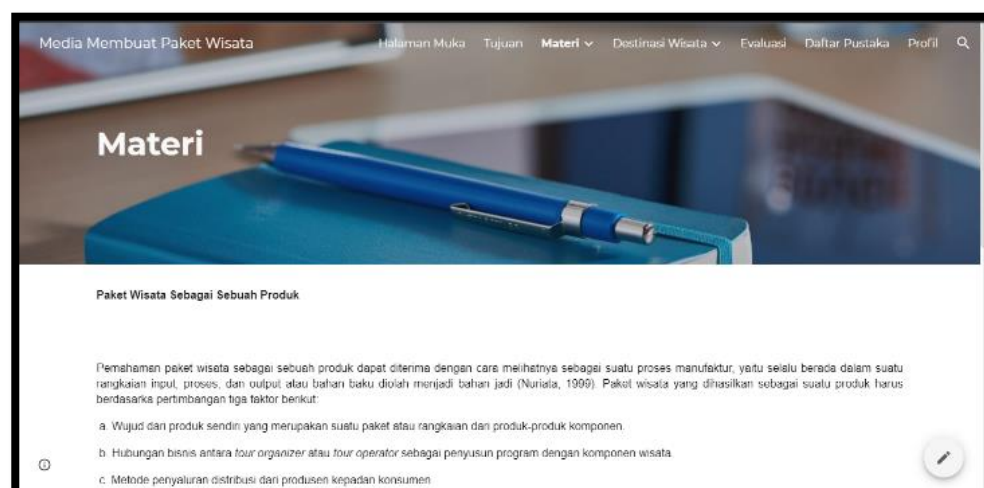 Media Membuat Paket Wisata
Halaman Muka Tujuan Materi Destinasi Wisata Evaluasi Daftar Pustaka Profil
Materi
Paket Wisata Sebagai Sebuah Produk
Pemahaman paket wisata sebagai sebuah produk dapat diterima dengan cara melihatnya sebagai suatu proses manufaktur, yaitu selalu berada dalam suatu
rangkaian input, proses, dan output atau bahan baku diolah menjadi bahan jadi (Nuriata, 1999). Paket wisata yang dihasilkan sebagai suatu produk harus
berdasarka pertimbangan tiga faktor berikut:
a. Wujud dari produk sendiri yang merupakan suatu paket atau rangkaian dari produk-produk komponen.
b. Hubungan bisnis antara tour organizer atau tour operator sebagai penyusun program dengan komponen wisata.
c. Metode penyaluran distribusi dari produsen kepadan konsumen